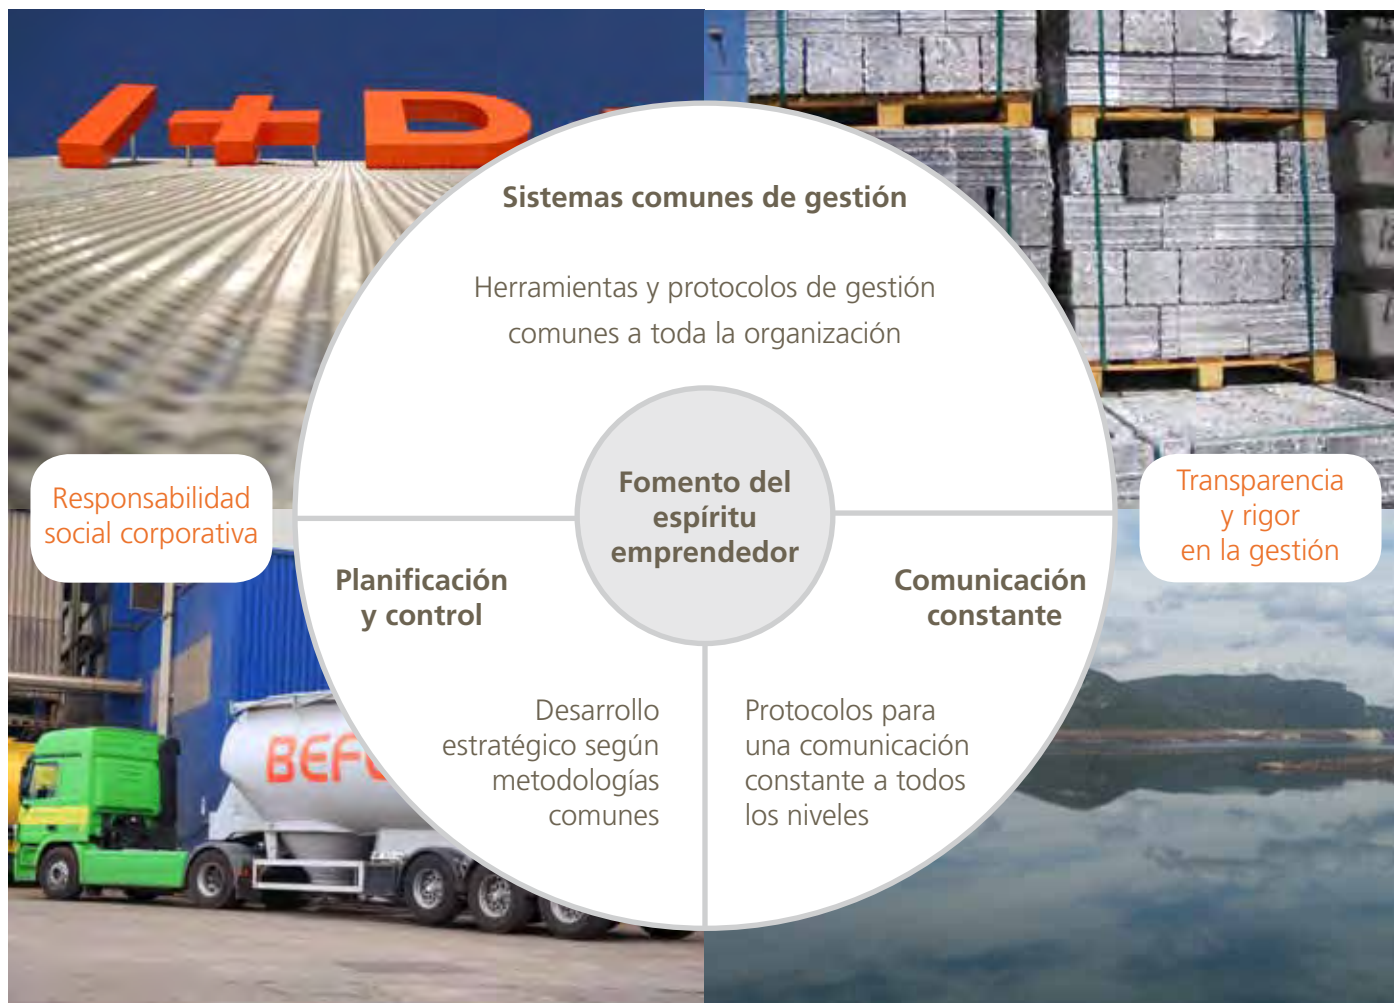 I+D
Sistemas comunes de gestión
Herramientas y protocolos de gestión
comunes a toda la organización
Responsabilidad
social corporativa
Fomento del
espíritu
emprendedor
Transparencia
y rigor
en la gestión
Planificación
y control
Comunicación
constante
Desarrollo
estratégico según
metodologías
comunes
Protocolos para
una comunicación
constante a todos
los niveles